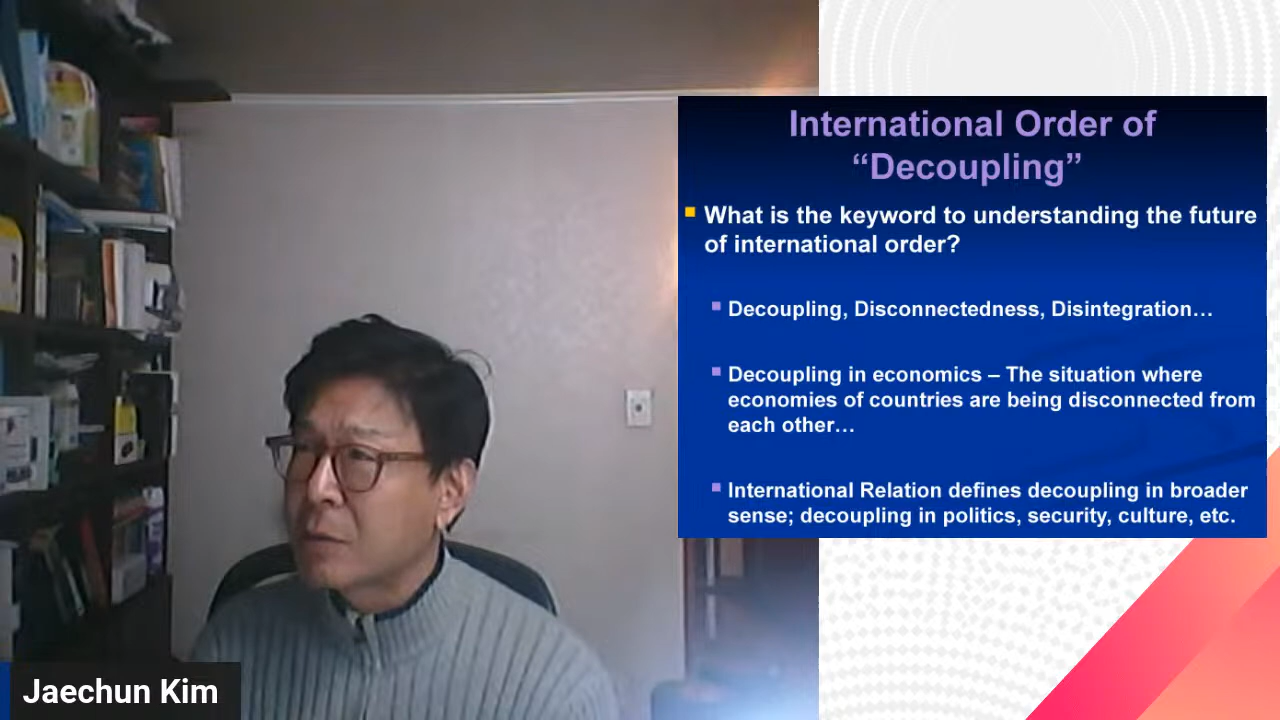 International Order of
“Decoupling”
What is the keyword to understanding the future
of international order?
Decoupling, Disconnectedness, Disintegration…
Decoupling in economics – The situation where
economies of countries are being disconnected from
each other…
International Relation defines decoupling in broader
sense; decoupling in politics, security, culture, etc.
Jaechun Kim